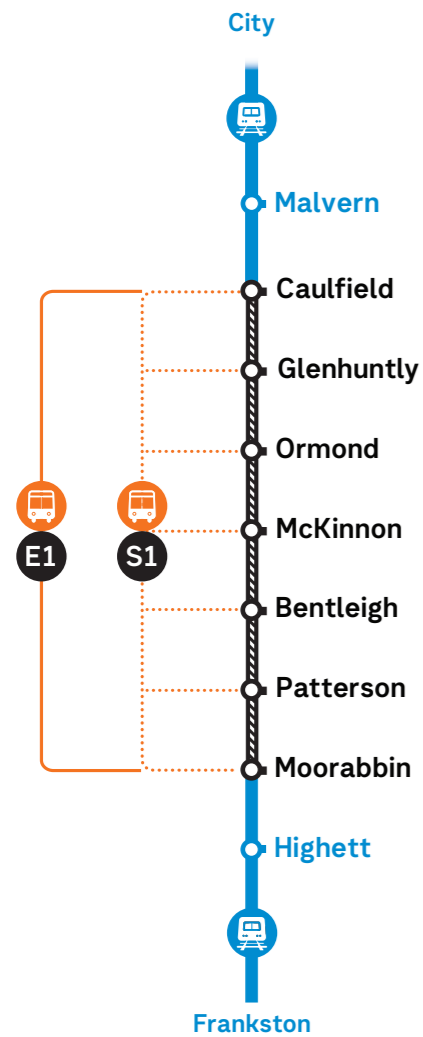 City
Malvern
Caulfield
Glenhuntly
Ormond
McKinnon
E1
S1
Bentleigh
Patterson
Moorabbin
Highett
Frankston